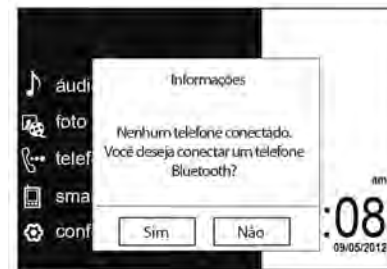 Informações
áudi
foto
Nenhum telefone conectado.
Você deseja conectar um telefone
Bluetooth?
telef
sma
conf
Sim
Não
am
:08
09/05/2012